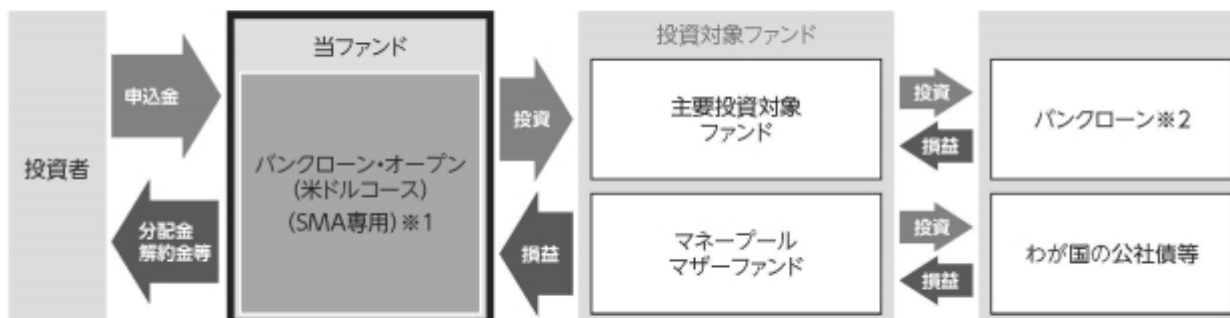 投資者
申込金
分配金
解約金等
当ファンド
バンクローン・オープン
(米ドルコース)
(SMA専用)※1
投資
損益
投資対象ファンド
主要投資対象
ファンド
マネープール
マザーファンド
投資
損益
投資
損益
バンクローン※2
わが国の公社債等